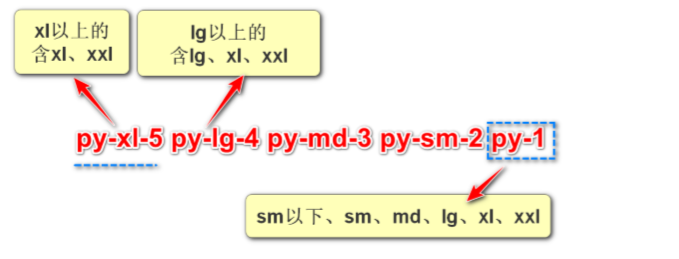 xl以上的
含xl、xxl
lg以上的
含lg、xl、xxl
py-xl-5 py-lg-4 py-md-3 py-sm-2 py-1
sm以下、sm、md、lg、xl、xxl